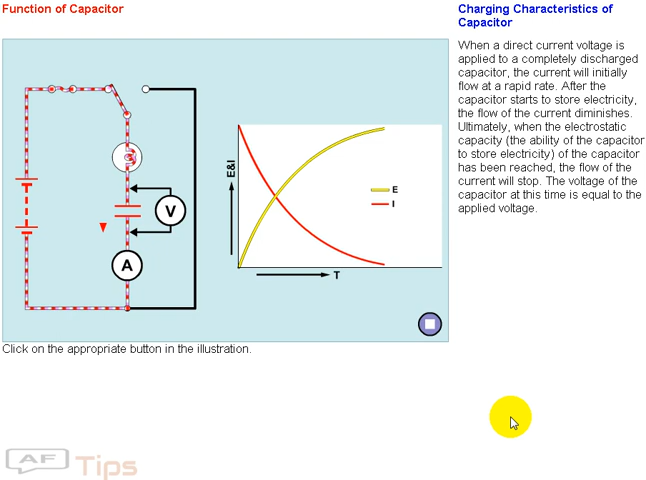 Function of Capacitor
Charging Characteristics of
Capacitor
When a direct current voltage is
applied to a completely discharged
capacitor, the current will initially
flow at a rapid rate. After the
capacitor starts to store electricity,
the flow of the current diminishes.
Ultimately, when the electrostatic
capacity (the ability of the capacitor
to store electricity) of the capacitor
has been reached, the flow of the
current will stop. The voltage of the
capacitor at this time is equal to the
applied voltage.
E&I
E
I
V
A
T
Click on the appropriate button in the illustration.
AF Tips